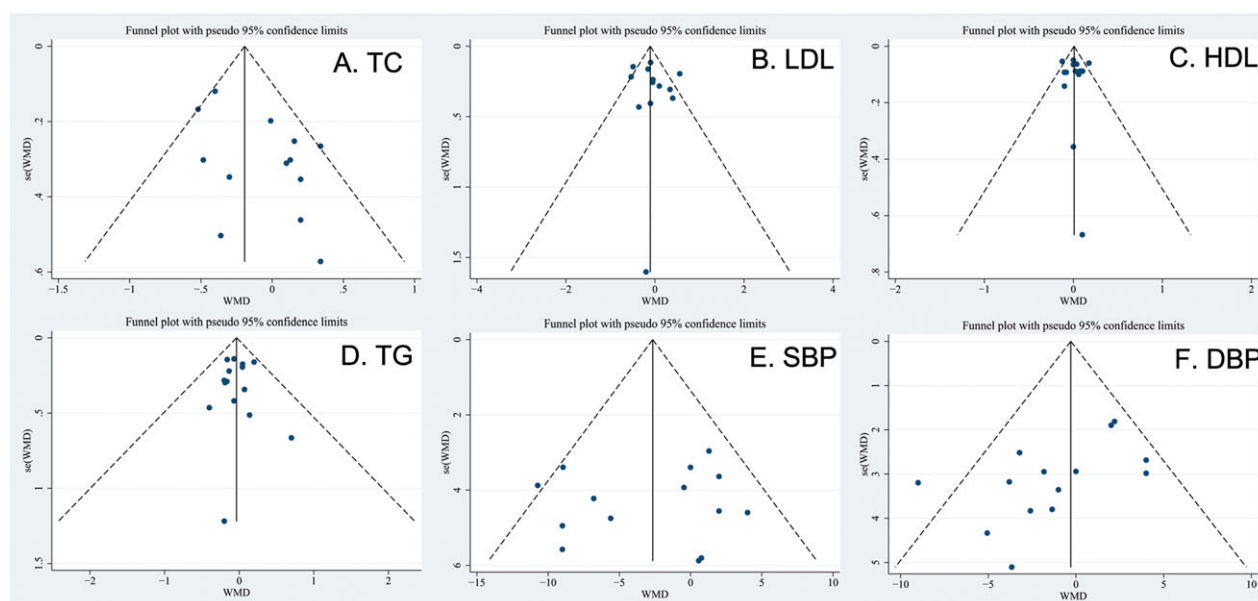 Funnel plot with pseudo 95% confidence limits
A. TC
0
.2
.4
.6
se(WMD)
-1.5
-1
-.5
0
.5
1
WMD
Funnel plot with pseudo 95% confidence limits
B. LDL
0
.5
1
1.5
se(WMD)
-4
-2
0
2
4
WMD
Funnel plot with pseudo 95% confidence limits
C. HDL
0
.2
.4
.6
.8
se(WMD)
-2
-1
0
1
2
WMD
Funnel plot with pseudo 95% confidence limits
D. TG
0
.5
1
1.5
se(WMD)
-2
-1
0
1
2
WMD
Funnel plot with pseudo 95% confidence limits
E. SBP
0
2
4
6
se(WMD)
-15
-10
-5
0
5
10
WMD
Funnel plot with pseudo 95% confidence limits
F. DBP
0
1
2
3
4
5
se(WMD)
-10
-5
0
5
10
WMD